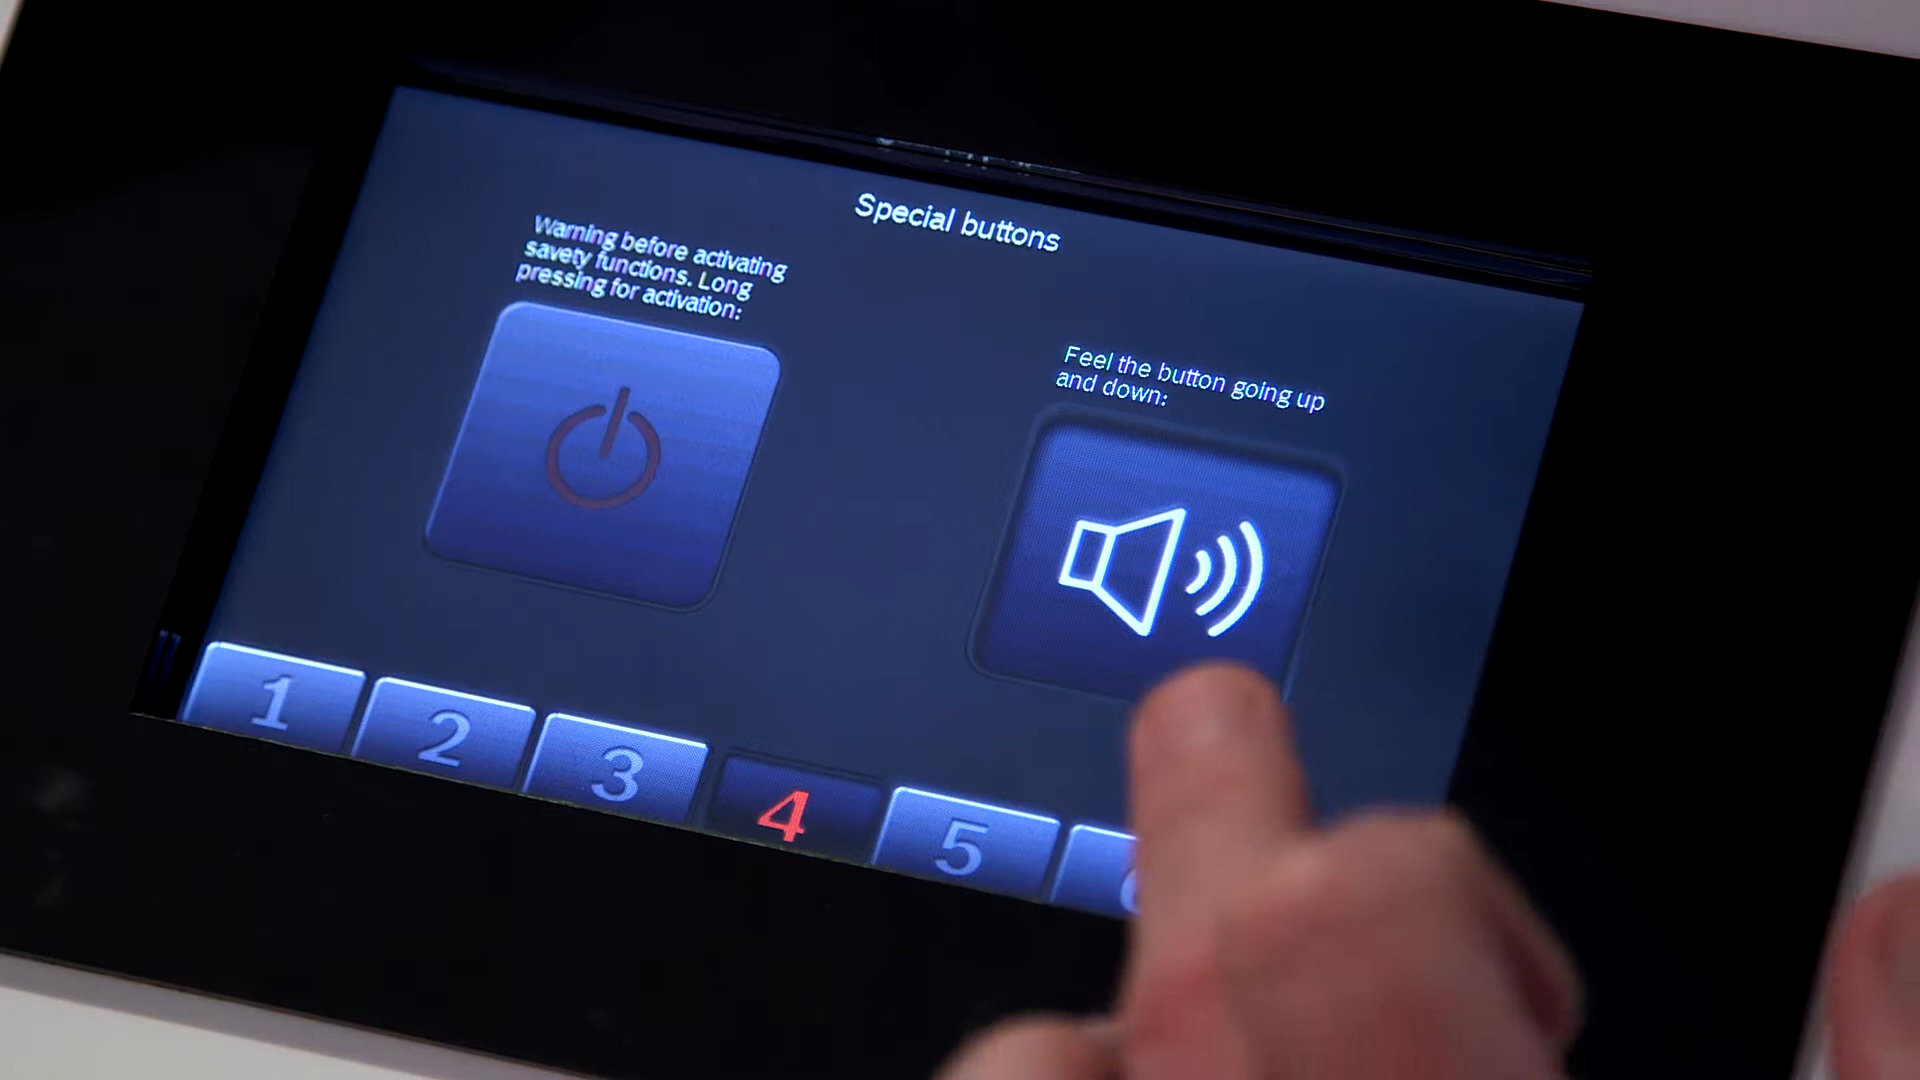 Special buttons
Warning before activating
savety functions. Long
pressing for activation:
Feel the button going up
and down:
1
2
3
4
5